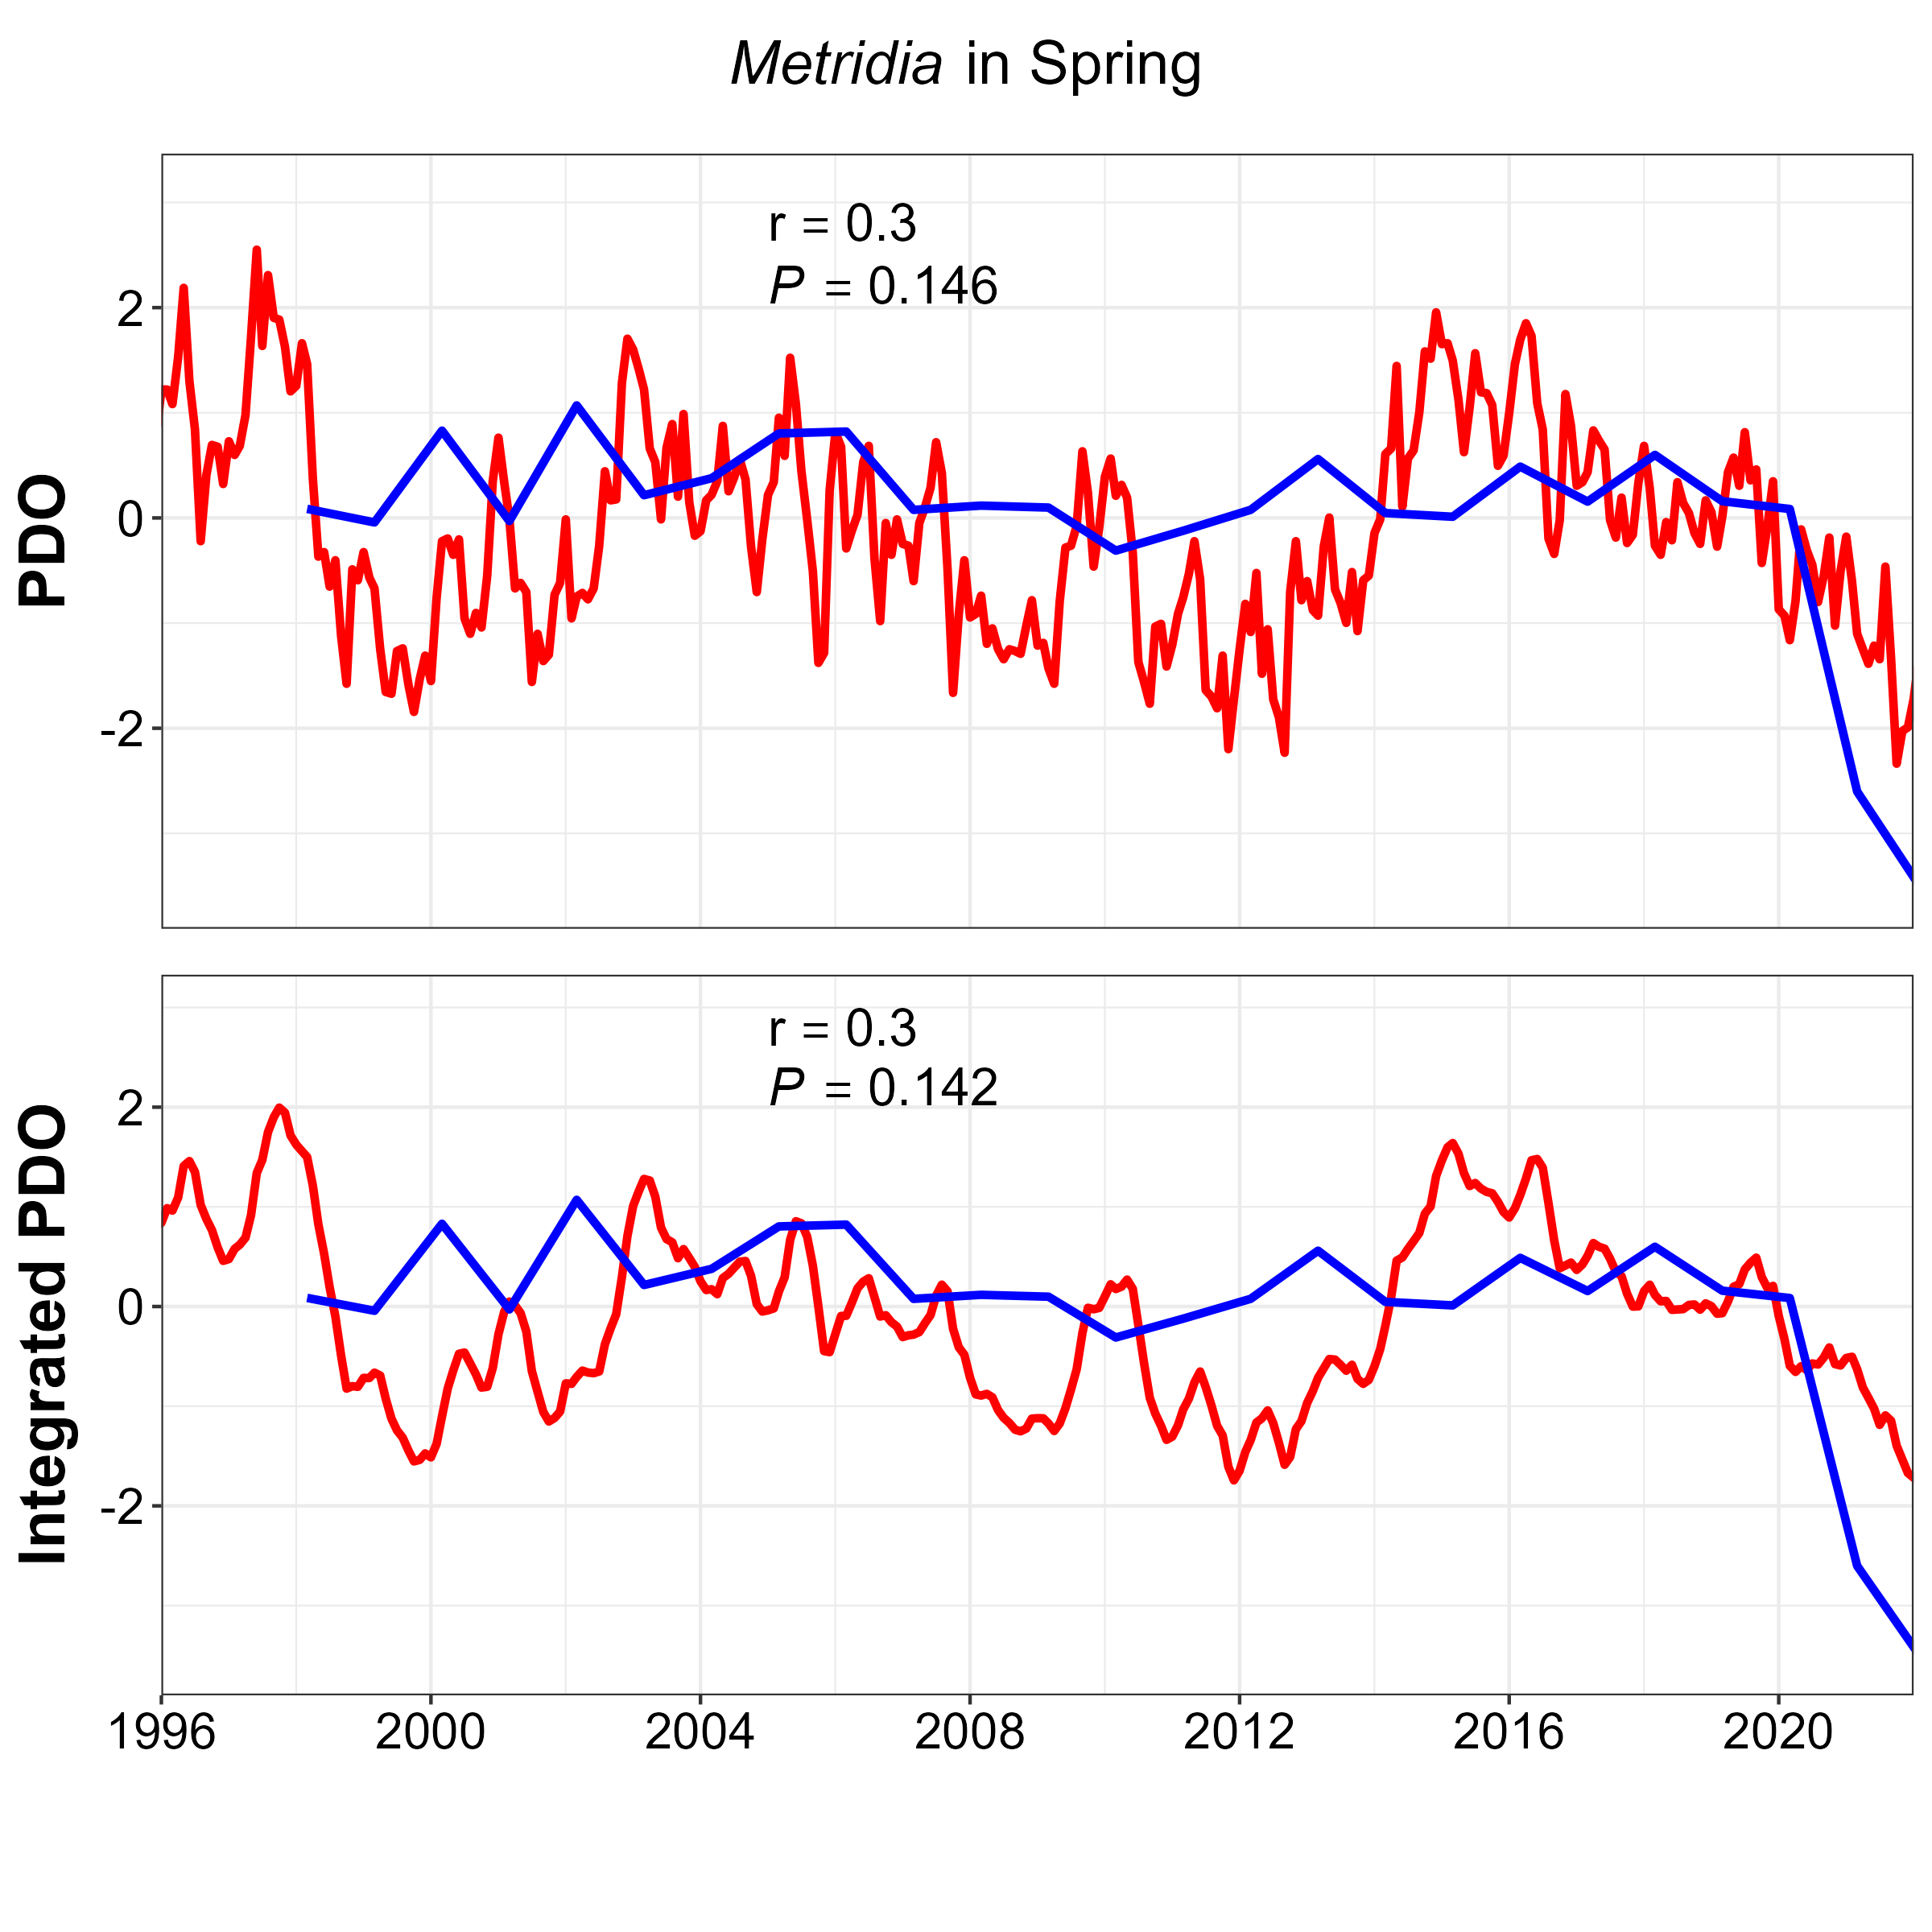 Metridia in Spring
r = 0.3
P = 0.146
2
0
-2
PDO
r = 0.3
P = 0.142
2
0
-2
Integrated PDO
1996 2000 2004 2008 2012 2016 2020